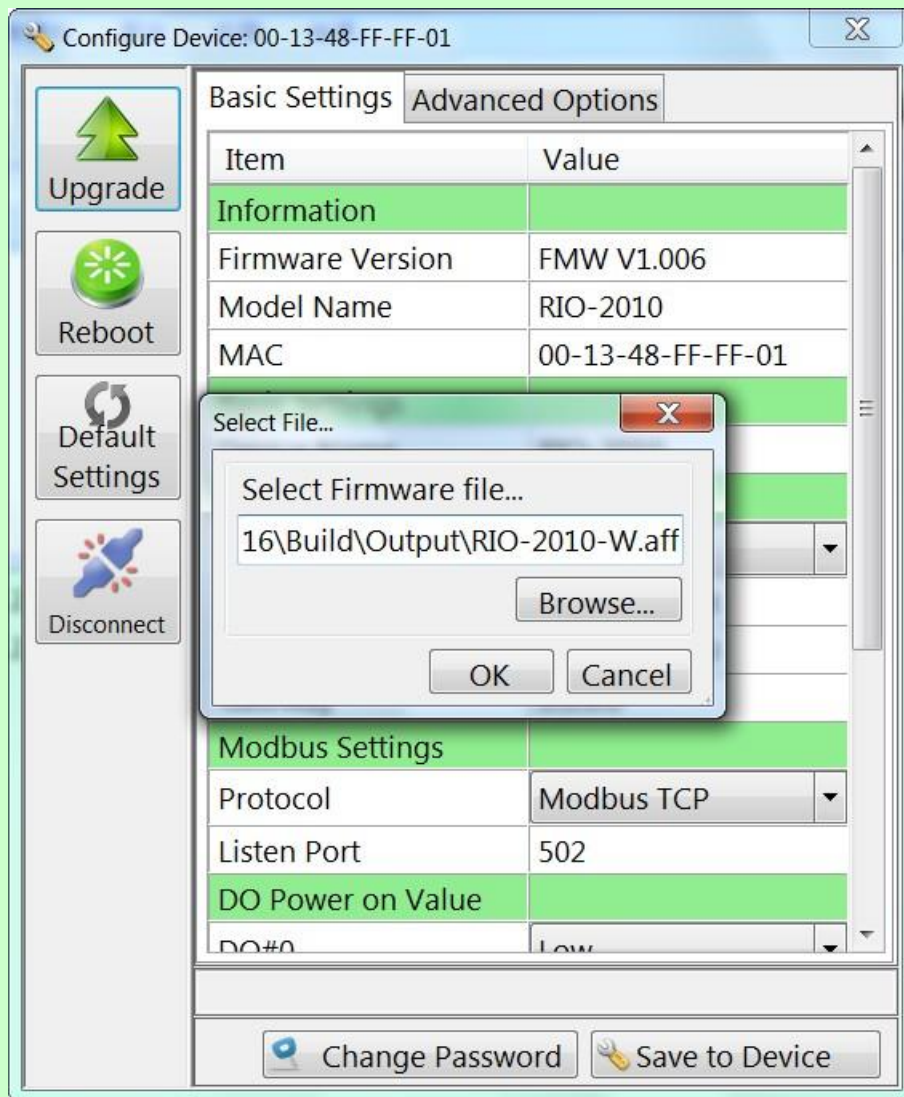 Configure Device: 00-13-48-FF-FF-01
Upgrade
Reboot
Default
Settings
Disconnect
Basic Settings Advanced Options
Item Value
Information
Firmware Version FMW V1.006
Model Name RIO-2010
MAC 00-13-48-FF-FF-01
Select File...
Select Firmware file...
16\Build\Output\RIO-2010-W.aff
Browse...
OK Cancel
Modbus Settings
Protocol Modbus TCP
Listen Port 502
DO Power on Value
DO#0 Low
Change Password Save to Device